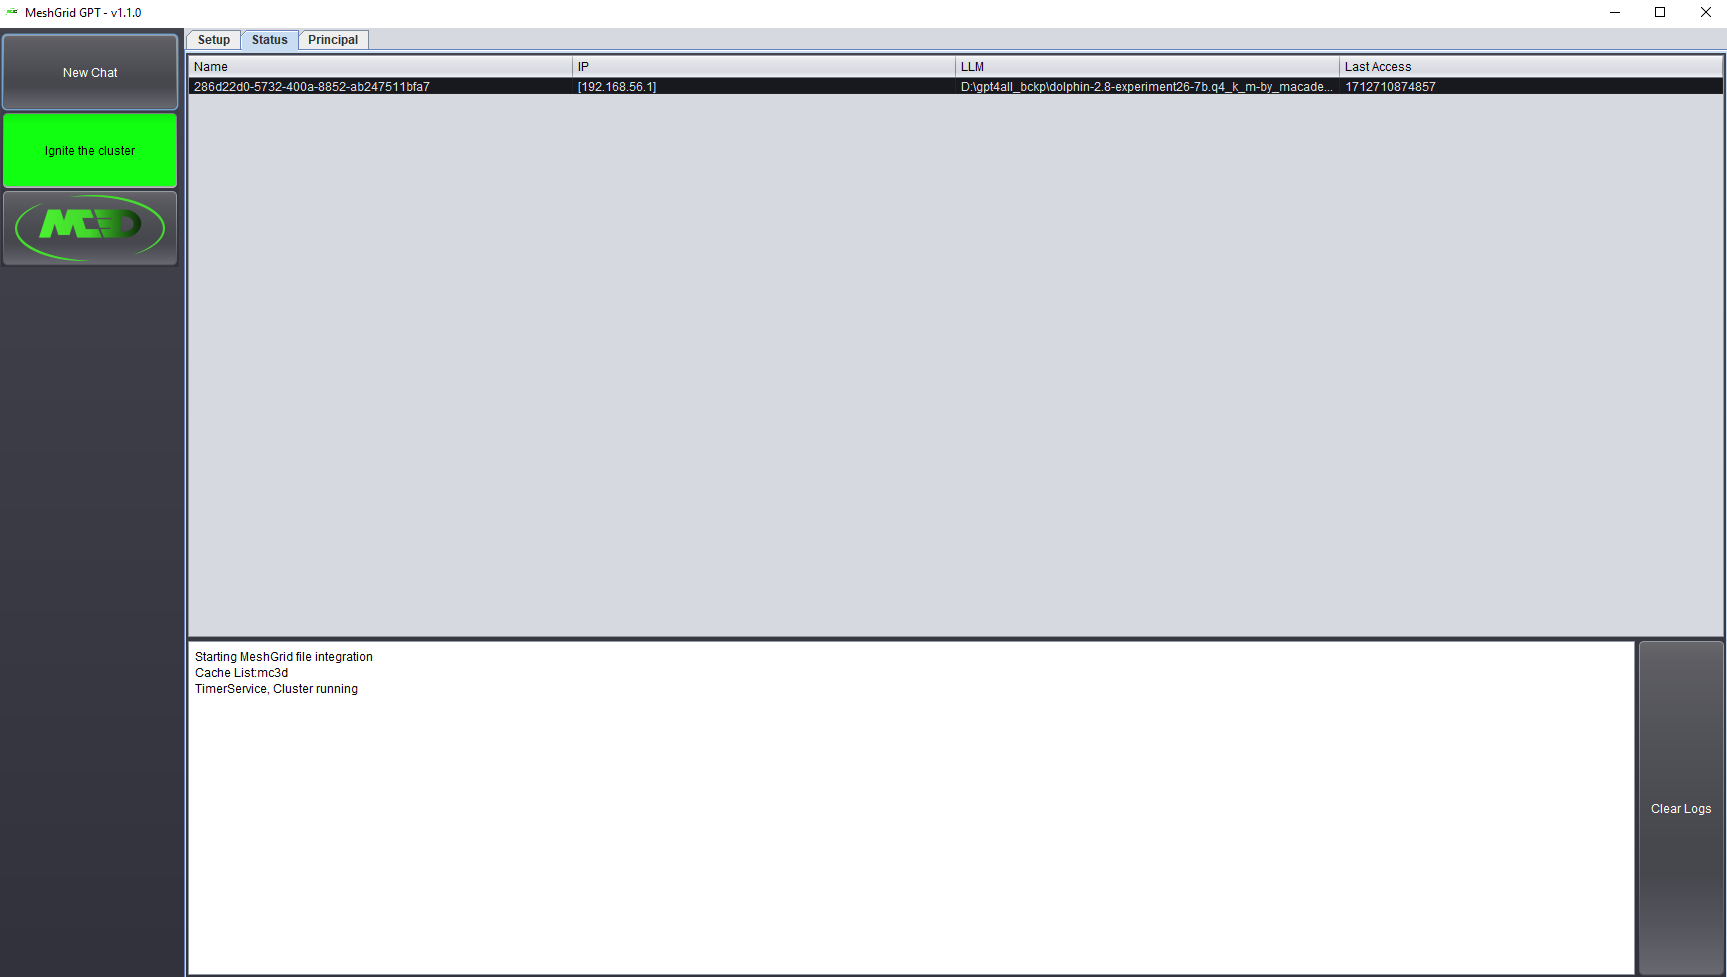 MeshGrid GPT - v1.1.0
New Chat
Ignite the cluster
MC3D
Setup Status Principal
Name IP LLM Last Access
286d22d0-5732-400a-8852-ab247511bfa7 [192.168.56.1] D:\gpt4all_bckp\dolphin-2.8-experiment26-7b.q4_k_m-by_macade... 1712710874857
Starting MeshGrid file integration
Cache List:mc3d
TimerService, Cluster running
Clear Logs